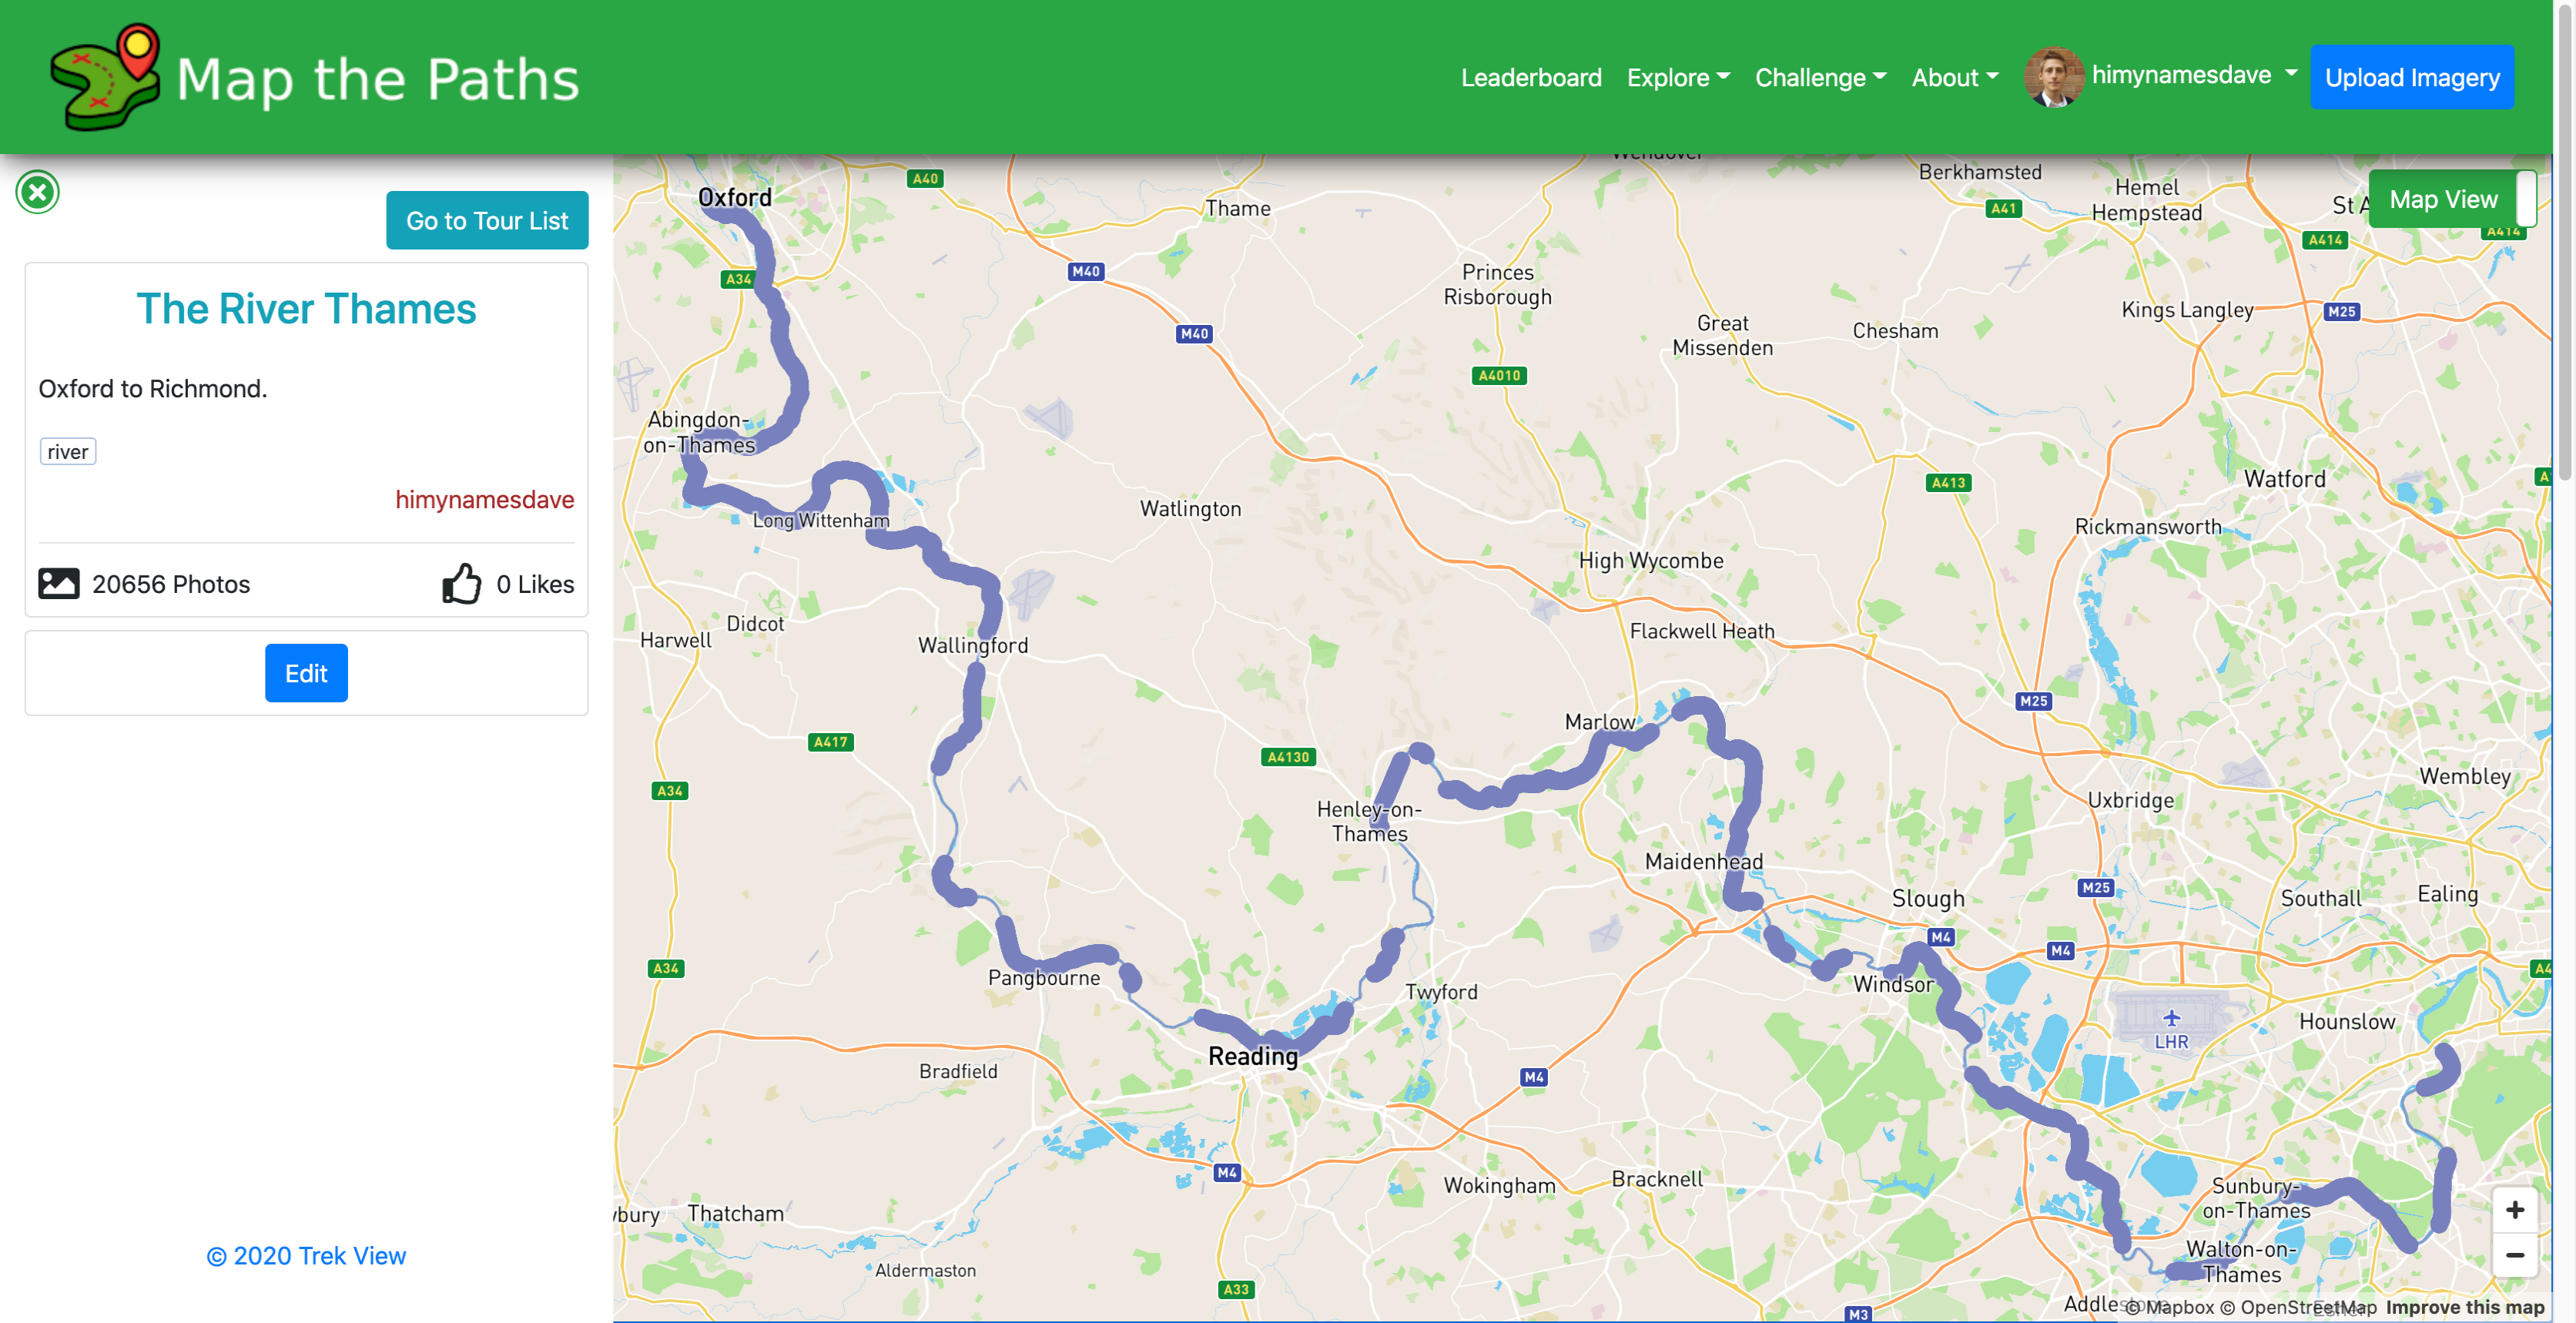 Map the Paths
Leaderboard
Explore
Challenge
About
himynamesdave
Upload Imagery
Go to Tour List
The River Thames
Oxford to Richmond.
river
himynamesdave
20656 Photos
0 Likes
Edit
© 2020 Trek View
Map View
Oxford
A40
Thame
Berkhamsted
A41
Hemel
Hempstead
St A
A414
A414
A34
M40
Princes
Risborough
Kings Langley
M25
M40
Great
Missenden
Chesham
A4010
Abingdon-
on-Thames
A413
Watford
Long Wittenham
Watlington
Rickmansworth
High Wycombe
Didcot
Harwell
Wallingford
Flackwell Heath
M25
Marlow
A417
A4130
A34
Wembley
Uxbridge
Henley-on-
Thames
Maidenhead
Slough
M25
Southall
Ealing
M4
M4
A34
Pangbourne
Windsor
Twyford
A4
LHR
Hounslow
Reading
Bradfield
M4
M4
Wokingham
Bracknell
Sunbury-
on-Thames
Thatcham
Walton-on-
Thames
Aldermaston
A33
M3
© Mapbox © OpenStreetMap Improve this map